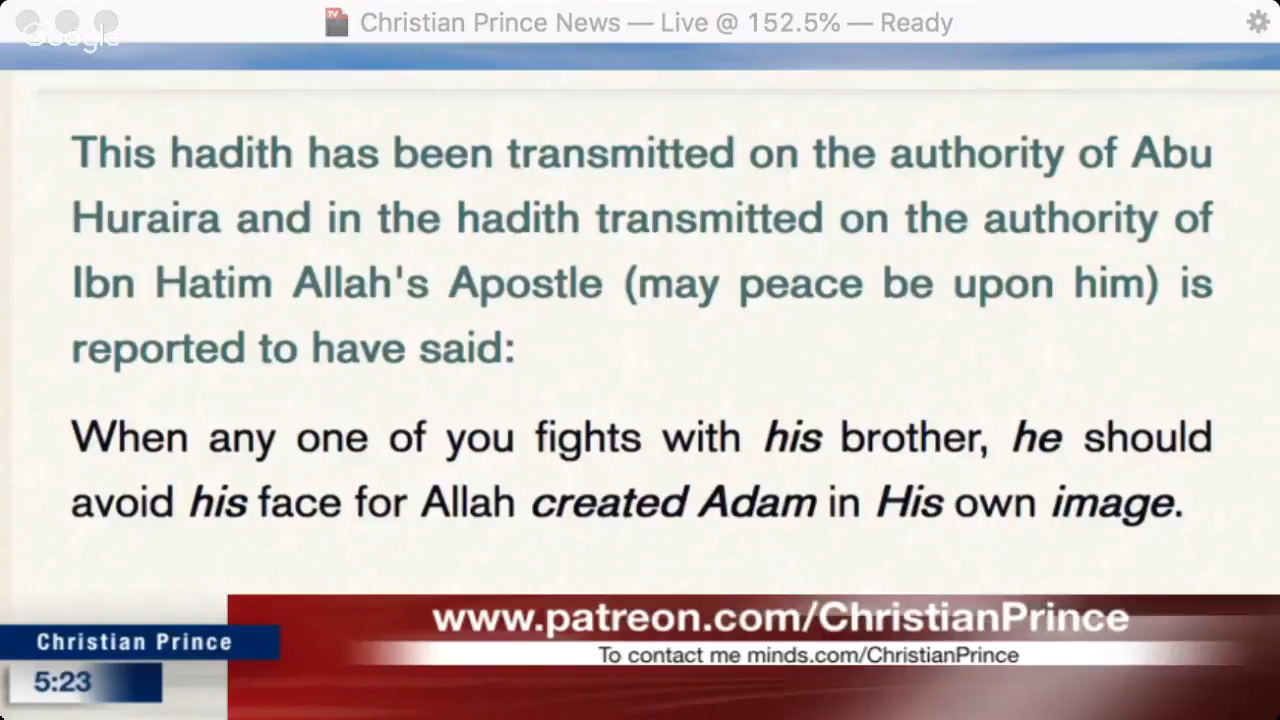 Christian Prince News — Live @ 152.5% — Ready
Google
This hadith has been transmitted on the authority of Abu
Huraira and in the hadith transmitted on the authority of
Ibn Hatim Allah's Apostle (may peace be upon him) is
reported to have said:
When any one of you fights with his brother, he should
avoid his face for Allah created Adam in His own image.
www.patreon.com/ChristianPrince
Christian Prince
To contact me minds.com/ChristianPrince
5:23